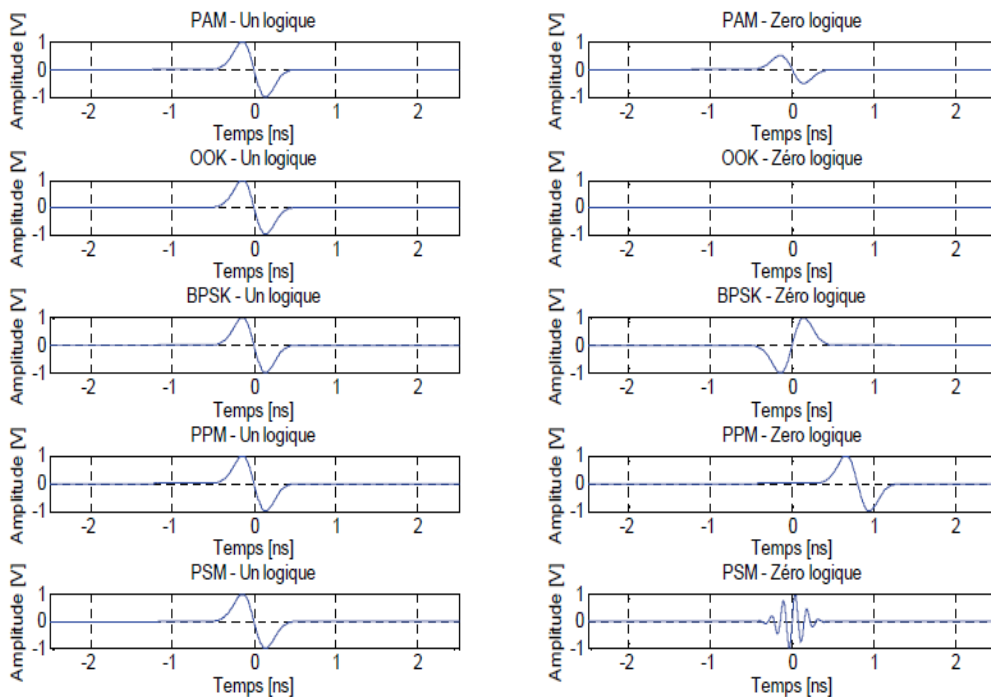 PAM - Un logique
Amplitude [V]
1
0
-1
-2 -1 0 1 2
Temps [ns]
PAM - Zero logique
Amplitude [V]
1
0
-1
-2 -1 0 1 2
Temps [ns]
OOK - Un logique
Amplitude [V]
1
0
-1
-2 -1 0 1 2
Temps [ns]
OOK - Zéro logique
Amplitude [V]
1
0
-1
-2 -1 0 1 2
Temps [ns]
BPSK - Un logique
Amplitude [V]
1
0
-1
-2 -1 0 1 2
Temps [ns]
BPSK - Zéro logique
Amplitude [V]
1
0
-1
-2 -1 0 1 2
Temps [ns]
PPM - Un logique
Amplitude [V]
1
0
-1
-2 -1 0 1 2
Temps [ns]
PPM - Zero logique
Amplitude [V]
1
0
-1
-2 -1 0 1 2
Temps [ns]
PSM - Un logique
Amplitude [V]
1
0
-1
-2 -1 0 1 2
Temps [ns]
PSM - Zéro logique
Amplitude [V]
1
0
-1
-2 -1 0 1 2
Temps [ns]